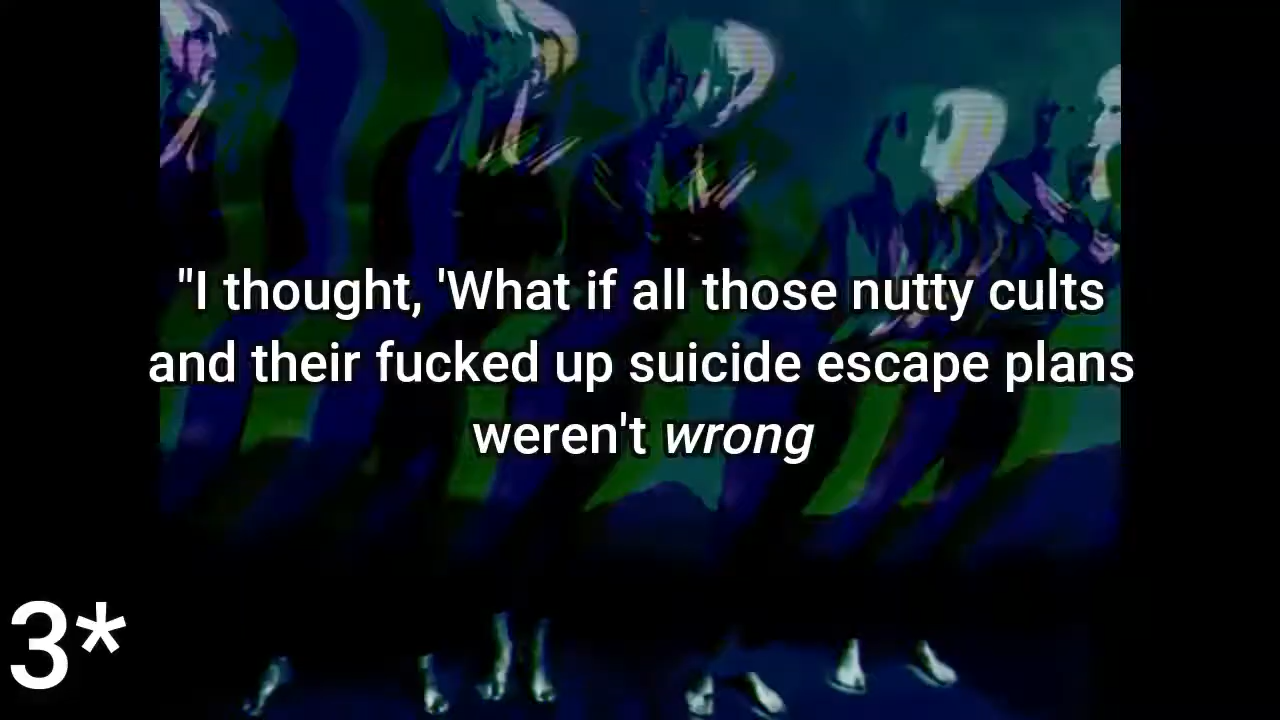 "I thought, 'What if all those nutty cults
and their fucked up suicide escape plans
weren't wrong
3*